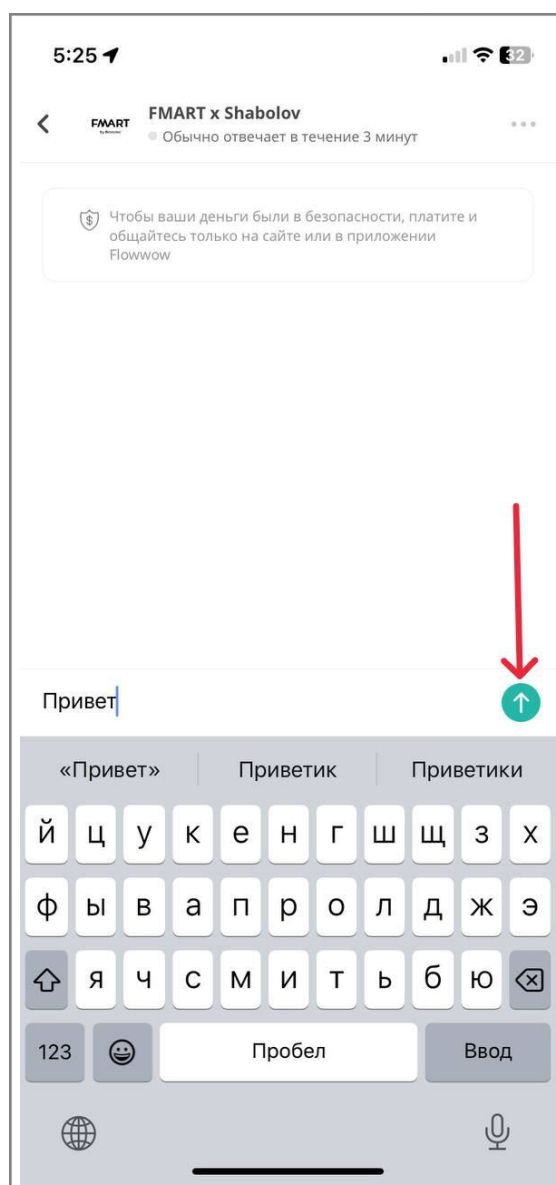 5:25
32
FMART
FMART x Shabolov
Обычно отвечает в течение 3 минут
Чтобы ваши деньги были в безопасности, платите и
общайтесь только на сайте или в приложении
Flowwow
Привет
«Привет» Приветик Приветики
й ц у к е н г ш щ з х
ф ы в а п р о л д ж э
я ч с м и т ь б ю
123 Пробел Ввод